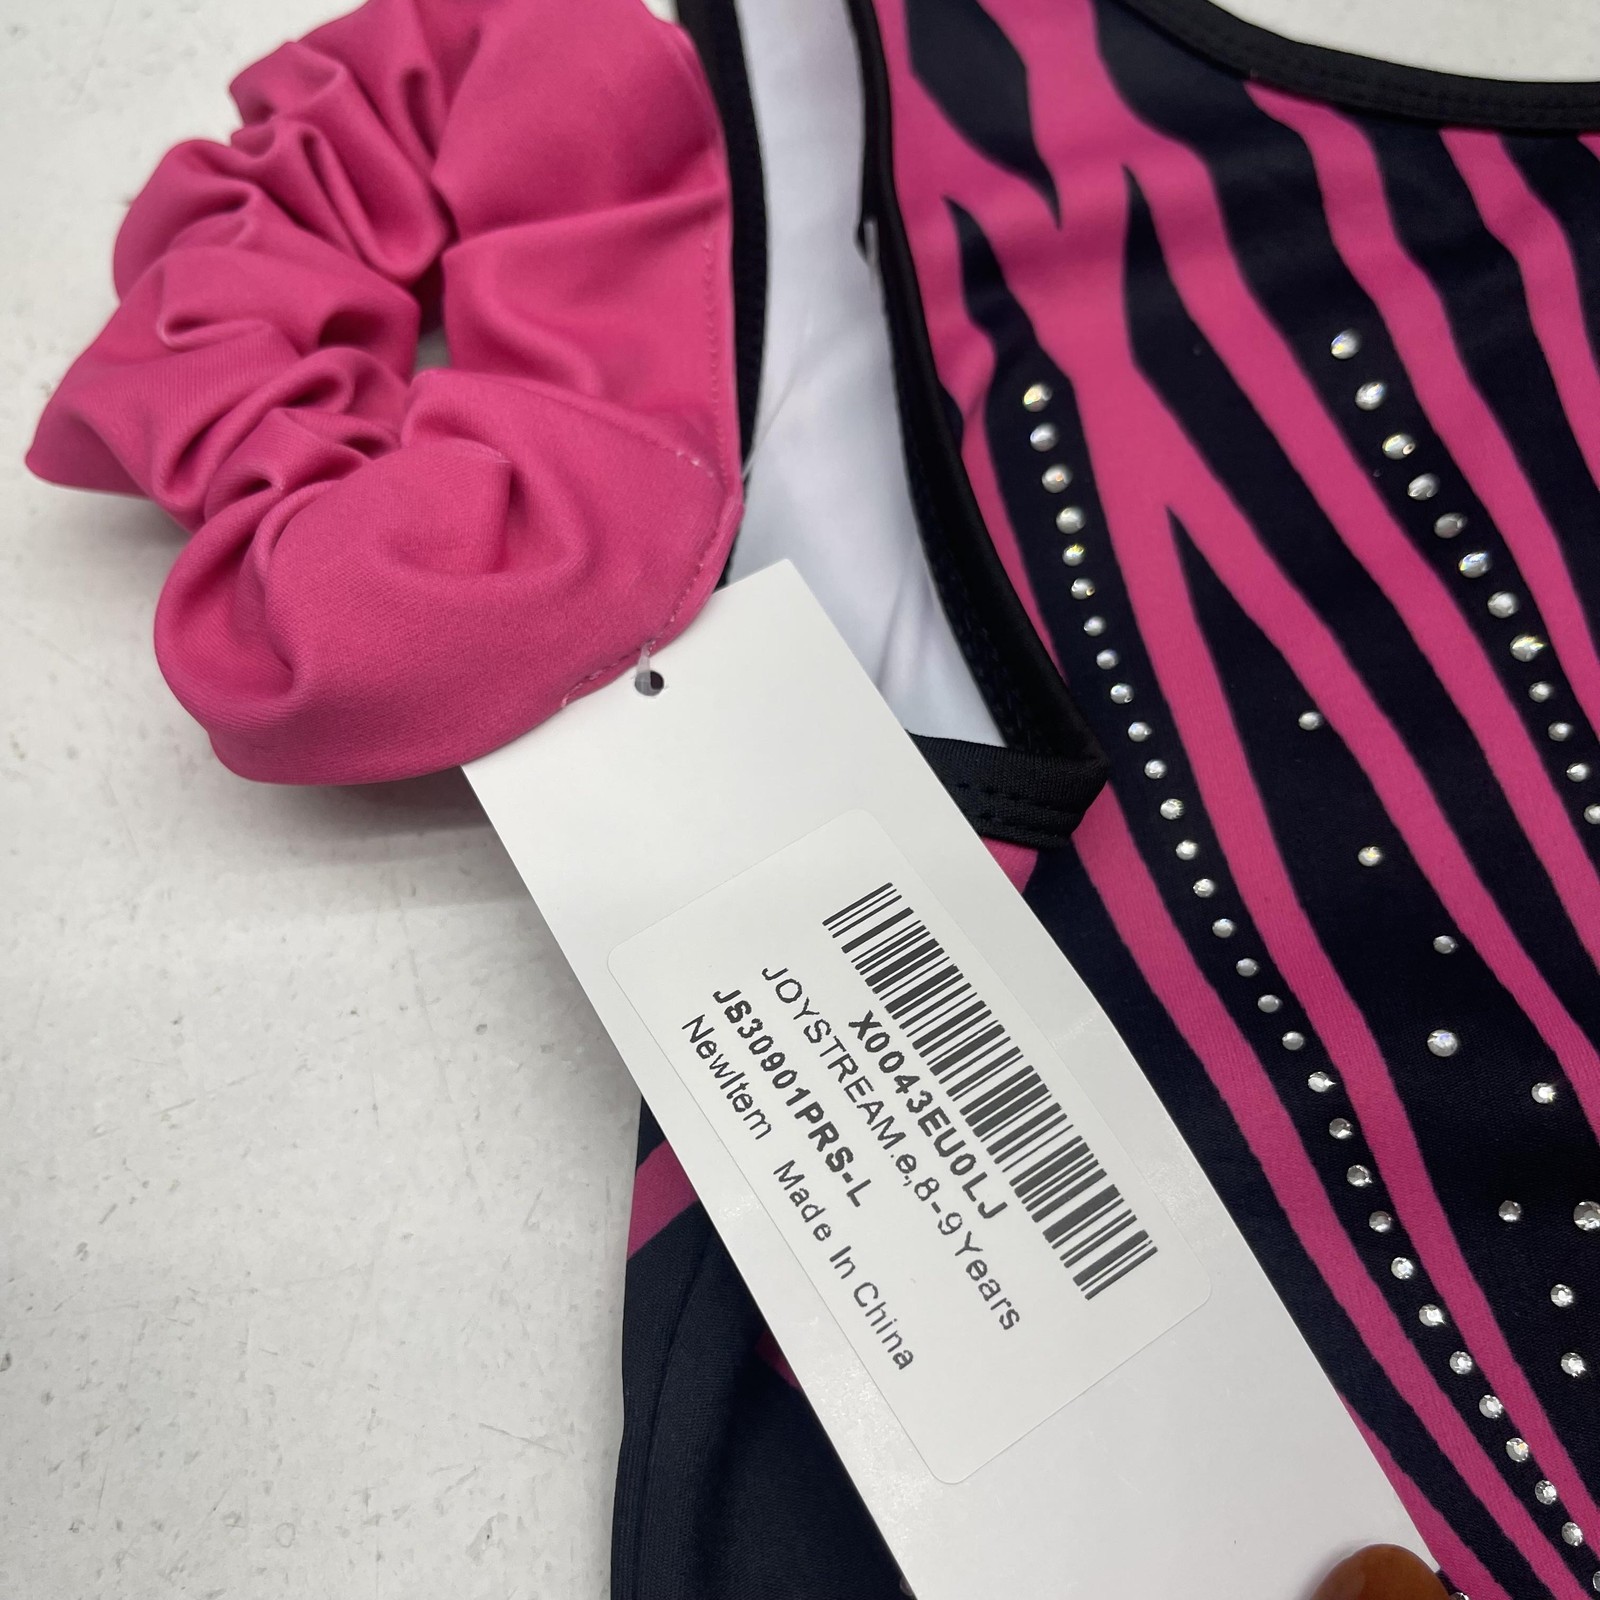 X0043EU0LJ
JOYSTREAM.e,8-9Years
JS30901PRS-L
NewItem Made In China